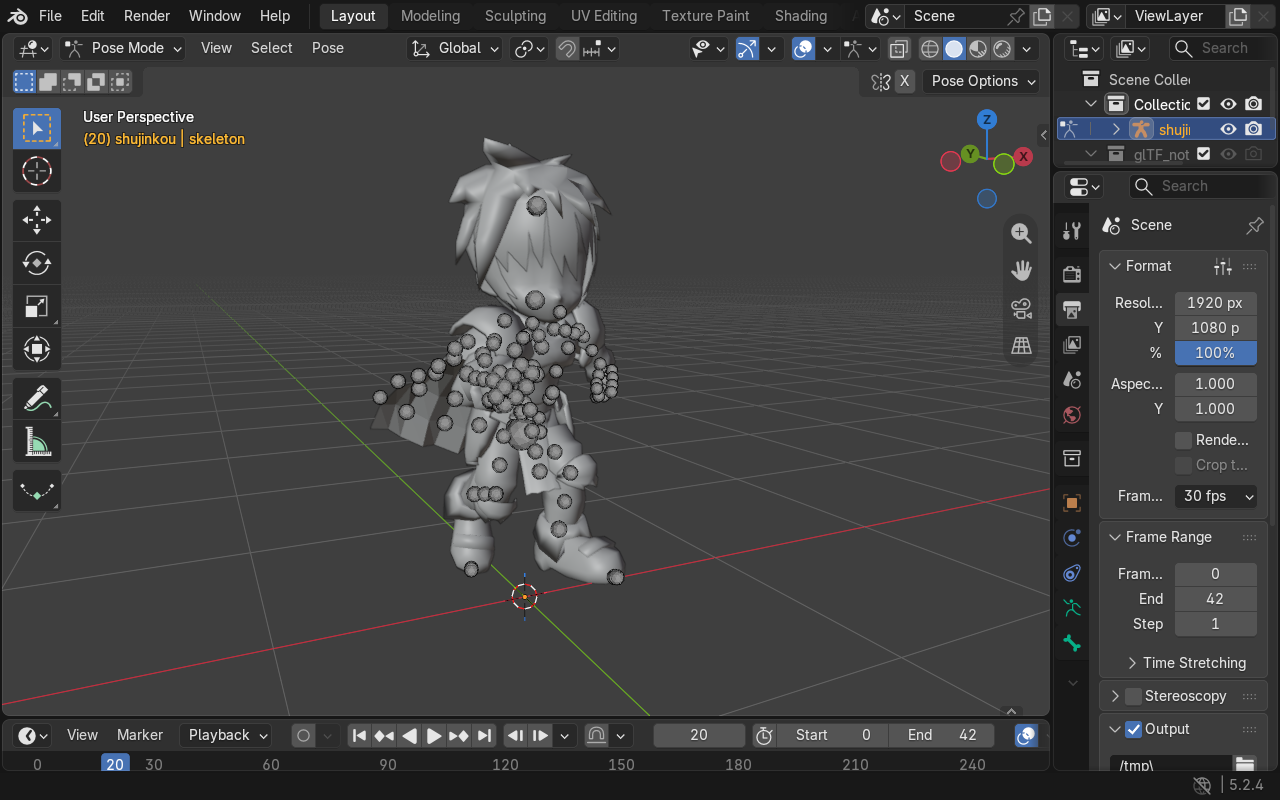 File Edit Render Window Help Layout Modeling Sculpting UV Editing Texture Paint Shading Scene ViewLayer
Pose Mode View Select Pose Global Search
X Pose Options
Scene Collec
Collectic
shujin
glTF_not
User Perspective
(20) shujinkou | skeleton
Z
Y X
Search
Scene
Format
Resol... 1920 px
Y 1080 p
% 100%
Aspec... 1.000
Y 1.000
Rende...
Crop t...
Fram... 30 fps
Frame Range
Fram... 0
End 42
Step 1
Time Stretching
Stereoscopy
Output
/tmp\
View Marker Playback 20 Start 0 End 42
0 20 30 60 90 120 150 180 210 240
5.2.4